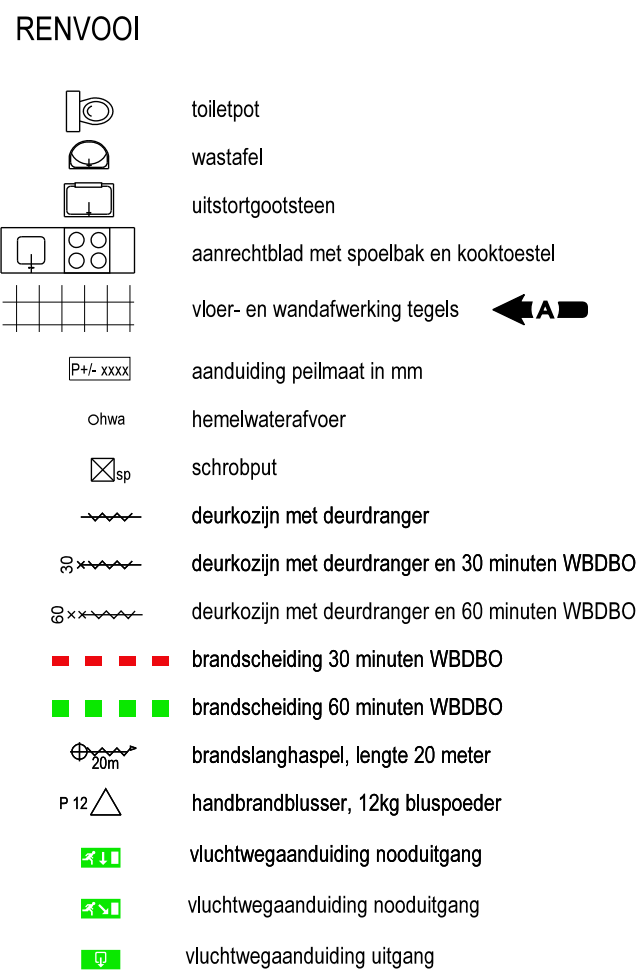 RENVOOI
toiletpot
wastafel
uitstortgootsteen
aanrechtblad met spoelbak en kooktoestel
vloer- en wandafwerking tegels A
P+/- xxxx aanduiding peilmaat in mm
hwa hemelwaterafvoer
sp schrobput
deurkozijn met deurdranger
30 deurkozijn met deurdranger en 30 minuten WBDBO
60 deurkozijn met deurdranger en 60 minuten WBDBO
brandscheiding 30 minuten WBDBO
brandscheiding 60 minuten WBDBO
20m brandslanghaspel, lengte 20 meter
P 12 handbrandblusser, 12kg bluspoeder
vluchtwegaanduiding nooduitgang
vluchtwegaanduiding nooduitgang
vluchtwegaanduiding uitgang